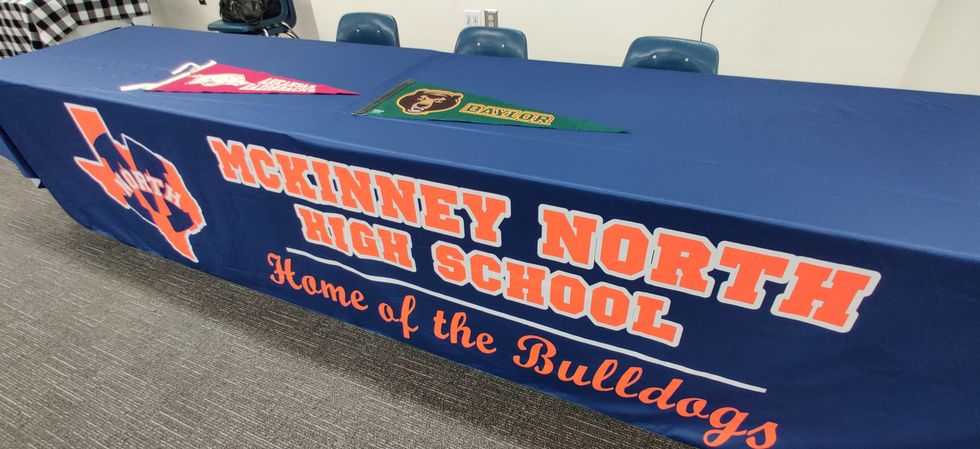 BAYLOR
NORTH
MCKINNEY NORTH
HIGH SCHOOL
Home of the Bulldogs